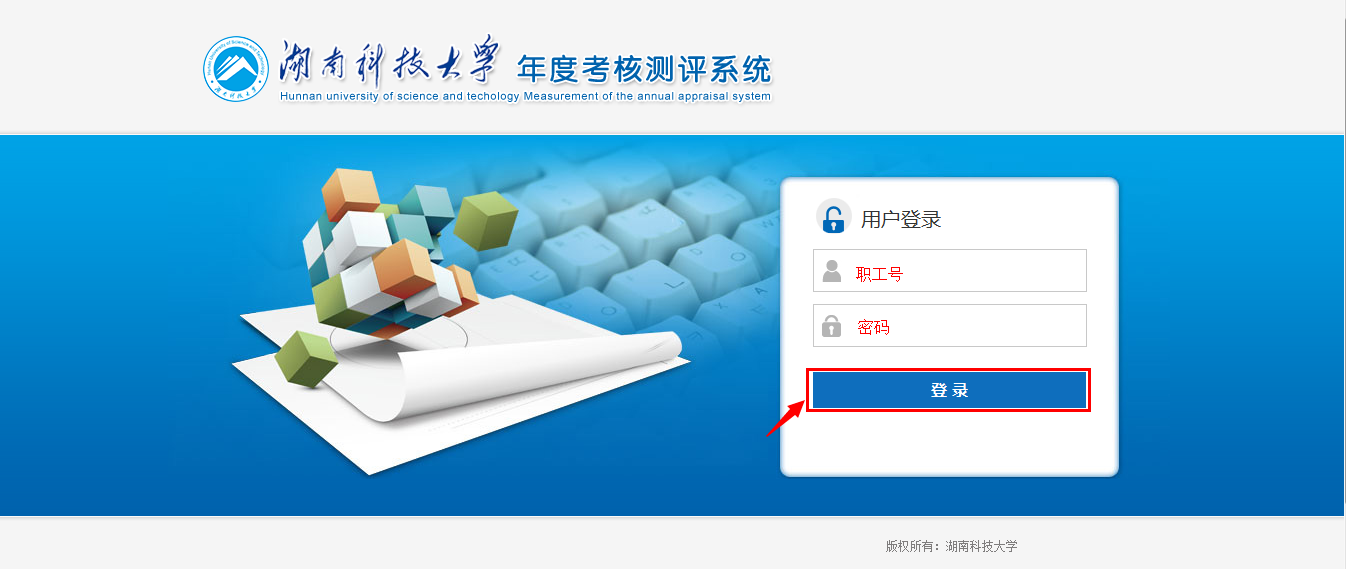 湖南科技大学 年度考核测评系统
Hunnan university of science and techology Measurement of the annual appraisal system
用户登录
职工号
密码
登 录
版权所有：湖南科技大学